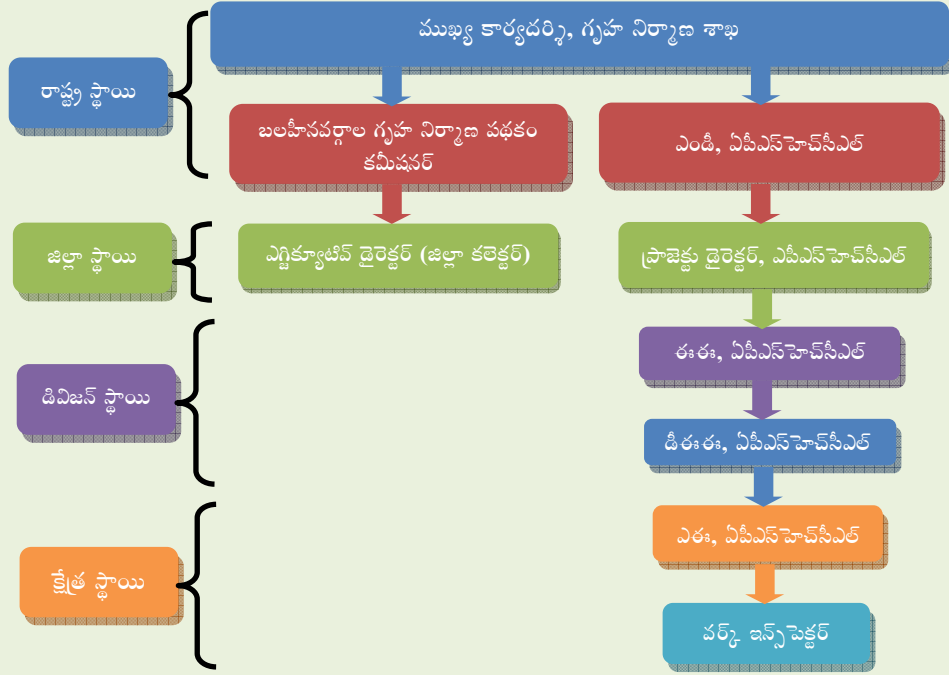 ముఖ్య కార్యదర్శి, గృహ నిర్మాణ శాఖ
రాష్ట్ర స్థాయి
బలహీనవర్గాల గృహ నిర్మాణ పథకం
కమీషనర్
ఎండీ, ఏపీఎస్‌హెచ్‌సీఎల్
జిల్లా స్థాయి
ఎగ్జిక్యూటివ్ డైరెక్టర్ (జిల్లా కలెక్టర్)
ప్రాజెక్టు డైరెక్టర్, ఎపీఎస్‌హెచ్‌సీఎల్
ఈఈ, ఏపీఎస్‌హెచ్‌సీఎల్
డివిజన్ స్థాయి
డీఈఈ, ఏపీఎస్‌హెచ్‌సీఎల్
ఎఈ, ఏపీఎస్‌హెచ్‌సీఎల్
క్షేత్ర స్థాయి
వర్క్ ఇన్స్‌పెక్టర్